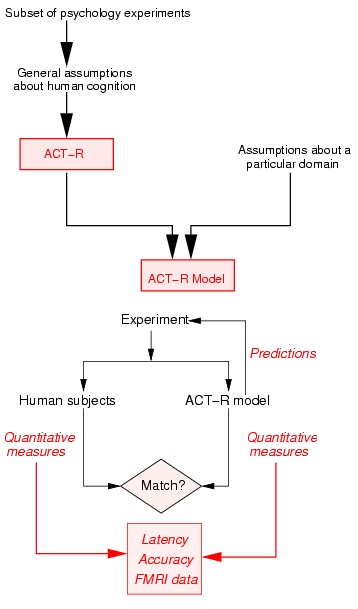 Subset of psychology experiments
General assumptions
about human cognition
ACT−R
Assumptions about a
particular domain
ACT−R Model
Experiment
Predictions
Human subjects
ACT−R model
Quantitative
measures
Quantitative
measures
Match?
Latency
Accuracy
FMRI data